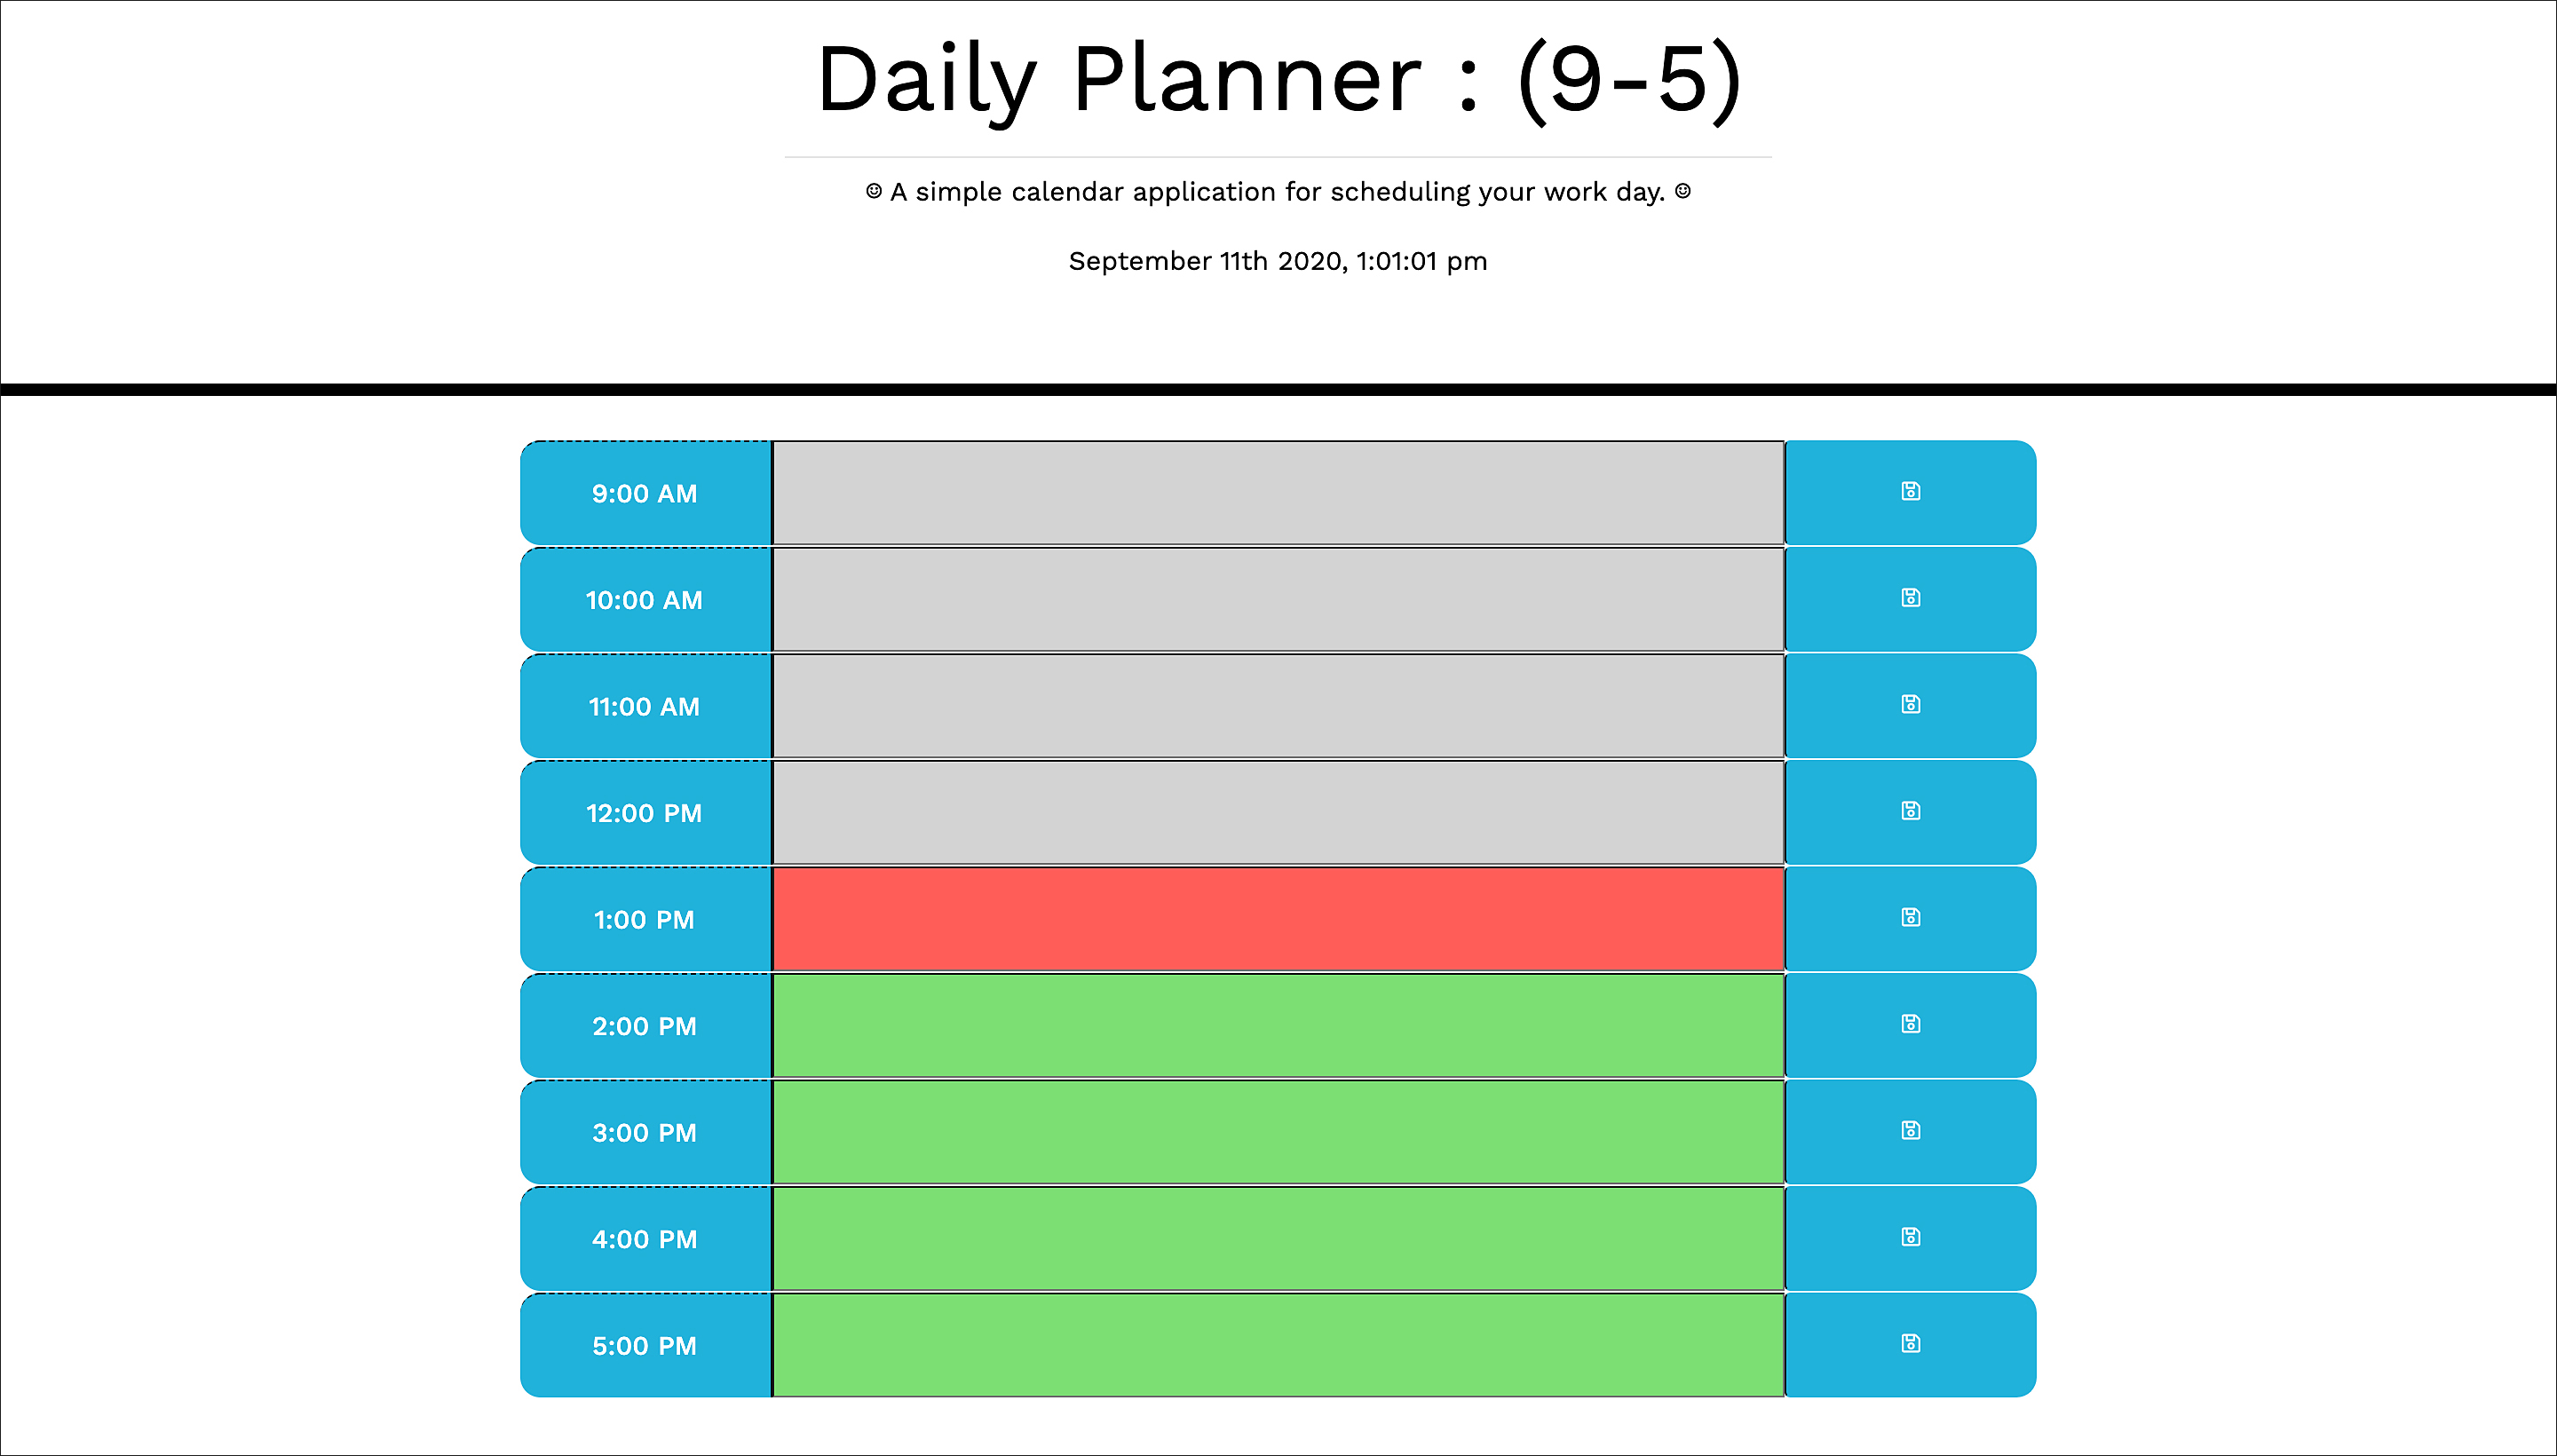 Daily Planner : (9-5)
☺ A simple calendar application for scheduling your work day. ☺
September 11th 2020, 1:01:01 pm
9:00 AM
10:00 AM
11:00 AM
12:00 PM
1:00 PM
2:00 PM
3:00 PM
4:00 PM
5:00 PM